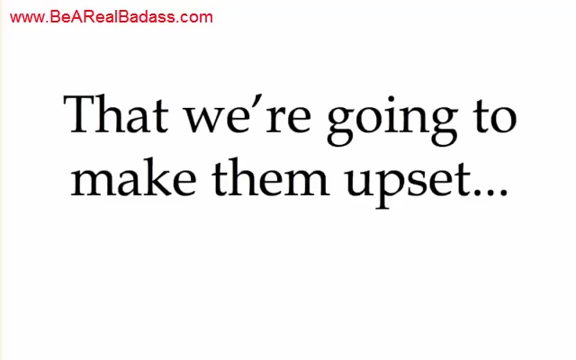 www.BeARealBadass.com
That we’re going to
make them upset...